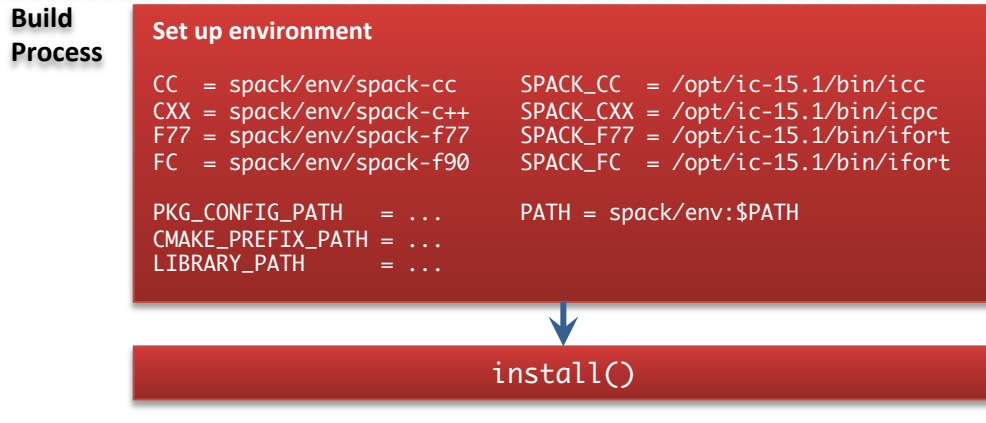 Build
Process
Set up environment
CC  = spack/env/spack-cc    SPACK_CC  = /opt/ic-15.1/bin/icc
CXX = spack/env/spack-c++   SPACK_CXX = /opt/ic-15.1/bin/icpc
F77 = spack/env/spack-f77   SPACK_F77 = /opt/ic-15.1/bin/ifort
FC  = spack/env/spack-f90   SPACK_FC  = /opt/ic-15.1/bin/ifort
PKG_CONFIG_PATH   = ...     PATH = spack/env:$PATH
CMAKE_PREFIX_PATH = ...
LIBRARY_PATH      = ...
install()